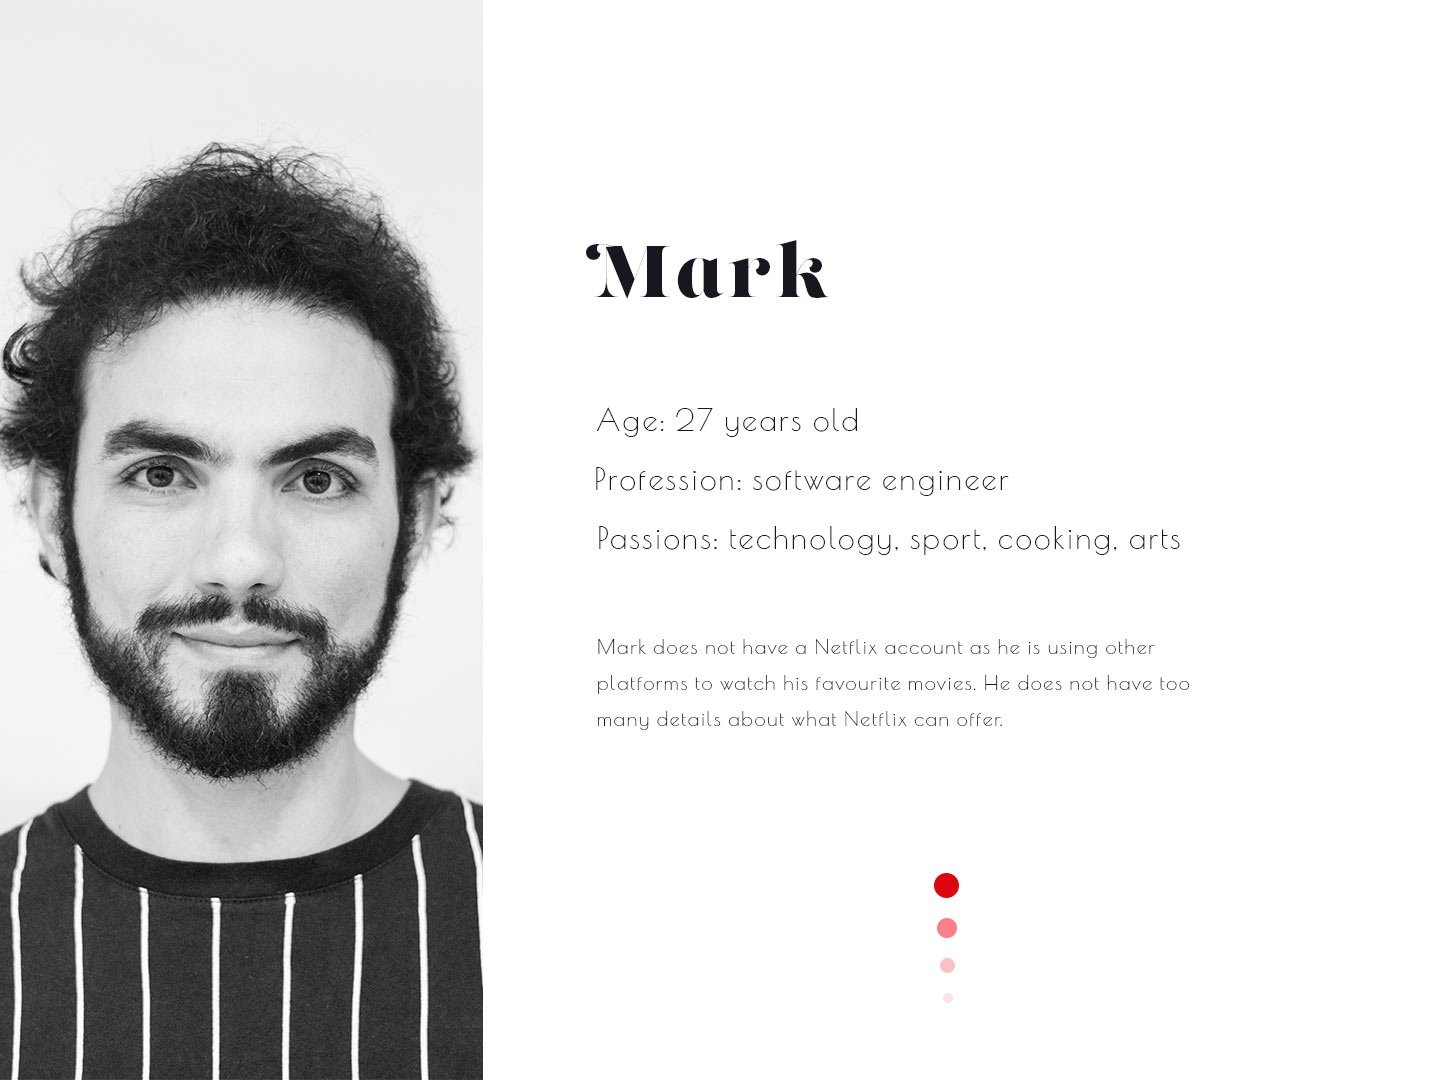 Mark
Age: 27 years old
Profession: software engineer
Passions: technology, sport, cooking, arts
Mark does not have a Netflix account as he is using other
platforms to watch his favourite movies. He does not have too
many details about what Netflix can offer.